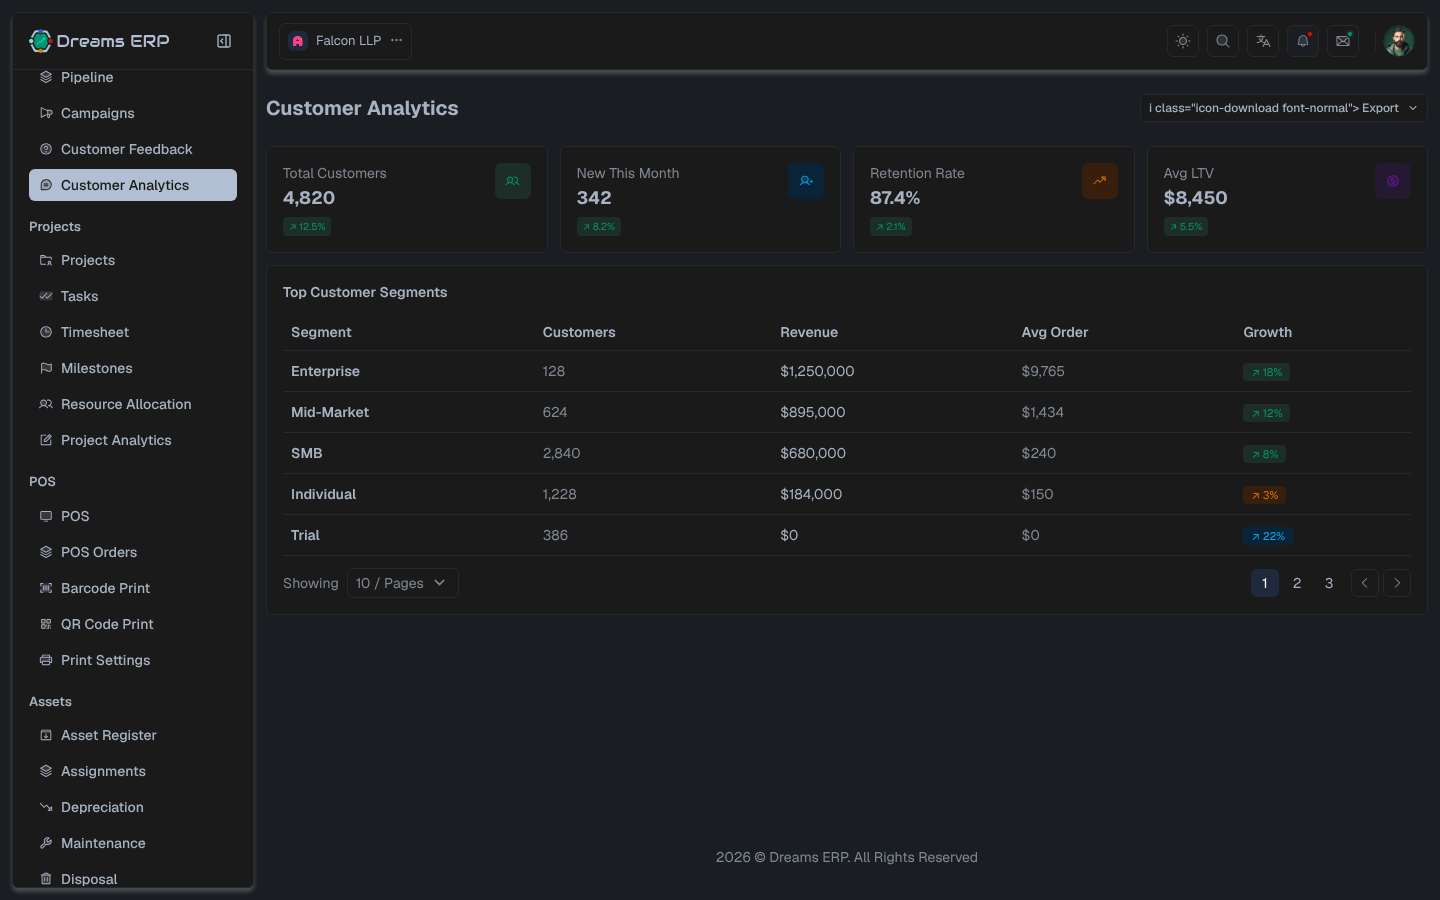 Dreams ERP
Pipeline
Campaigns
Customer Feedback
Customer Analytics
Projects
Projects
Tasks
Timesheet
Milestones
Resource Allocation
Project Analytics
POS
POS
POS Orders
Barcode Print
QR Code Print
Print Settings
Assets
Asset Register
Assignments
Depreciation
Maintenance
Disposal
Falcon LLP ···
Customer Analytics
i class="icon-download font-normal"> Export
Total Customers
4,820
12.5%
New This Month
342
8.2%
Retention Rate
87.4%
2.1%
Avg LTV
$8,450
5.5%
Top Customer Segments
Segment Customers Revenue Avg Order Growth
Enterprise 128 $1,250,000 $9,765 18%
Mid-Market 624 $895,000 $1,434 12%
SMB 2,840 $680,000 $240 8%
Individual 1,228 $184,000 $150 3%
Trial 386 $0 $0 22%
Showing 10 / Pages 1 2 3
2026 © Dreams ERP. All Rights Reserved